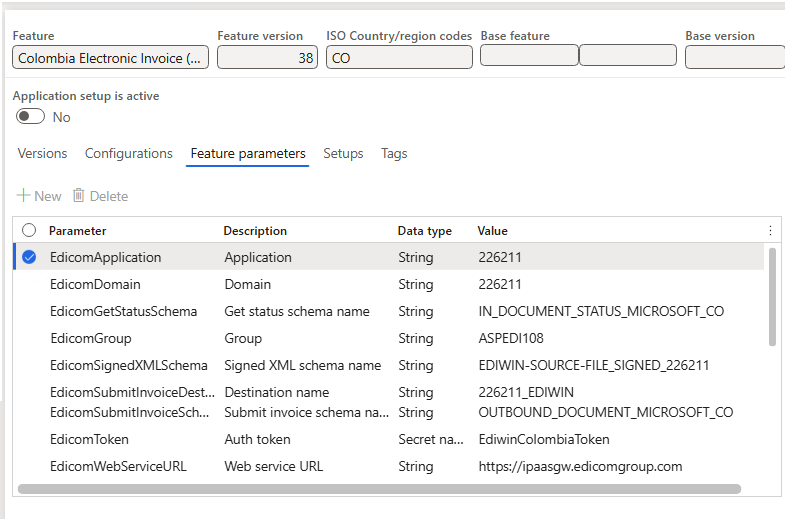 Feature Feature version ISO Country/region codes Base feature Base version
Colombia Electronic Invoice (... 38 CO
Application setup is active
No
Versions Configurations Feature parameters Setups Tags
New Delete
Parameter Description Data type Value
EdicomApplication Application String 226211
EdicomDomain Domain String 226211
EdicomGetStatusSchema Get status schema name String IN_DOCUMENT_STATUS_MICROSOFT_CO
EdicomGroup Group String ASPEDI108
EdicomSignedXMLSchema Signed XML schema name String EDIWIN-SOURCE-FILE_SIGNED_226211
EdicomSubmitInvoiceDest... Destination name String 226211_EDIWIN
EdicomSubmitInvoiceSch... Submit invoice schema na... String OUTBOUND_DOCUMENT_MICROSOFT_CO
EdicomToken Auth token Secret na... EdiwinColombiaToken
EdicomWebServiceURL Web service URL String https://ipaasgw.edicomgroup.com